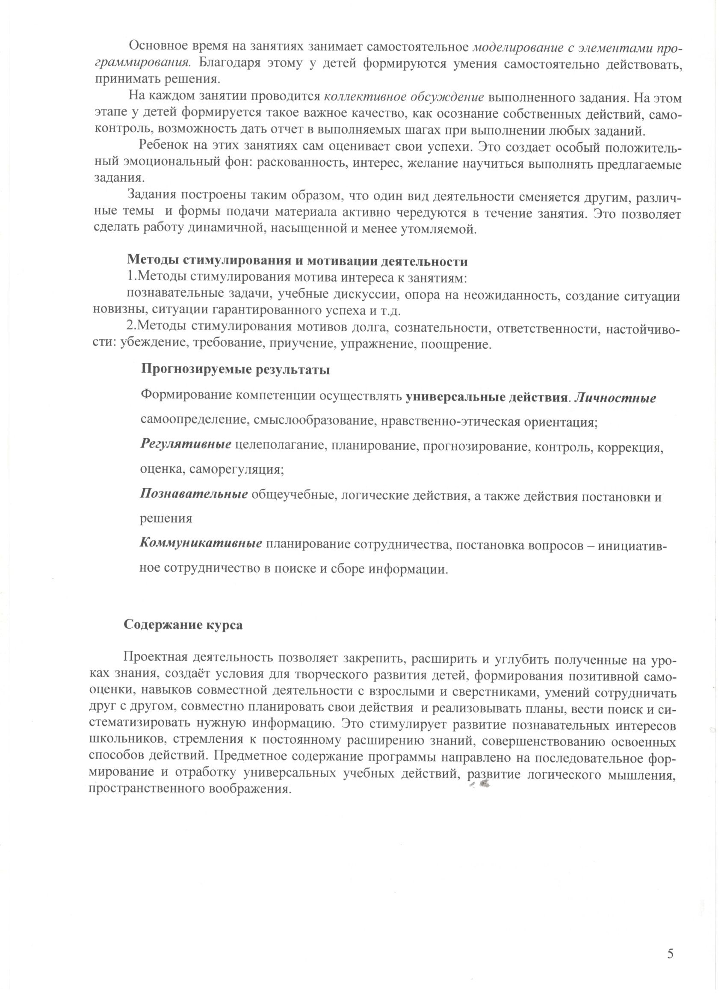 Основное время на занятиях занимает самостоятельное моделирование с элементами про-
граммирования. Благодаря этому у детей формируются умения самостоятельно действовать,
принимать решения.
На каждом занятии проводится коллективное обсуждение выполненного задания. На этом
этапе у детей формируется такое важное качество, как осознание собственных действий, само-
контроль, возможность дать отчет в выполняемых шагах при выполнении любых заданий.
Ребенок на этих занятиях сам оценивает свои успехи. Это создает особый положитель-
ный эмоциональный фон: раскованность, интерес, желание научиться выполнять предлагаемые
задания.
Задания построены таким образом, что один вид деятельности сменяется другим, различ-
ные темы и формы подачи материала активно чередуются в течение занятия. Это позволяет
сделать работу динамичной, насыщенной и менее утомляемой.
Методы стимулирования и мотивации деятельности
1.Методы стимулирования мотива интереса к занятиям:
познавательные задачи, учебные дискуссии, опора на неожиданность, создание ситуации
новизны, ситуации гарантированного успеха и т.д.
2.Методы стимулирования мотивов долга, сознательности, ответственности, настойчиво-
сти: убеждение, требование, приучение, упражнение, поощрение.
Прогнозируемые результаты
Формирование компетенции осуществлять универсальные действия. Личностные
самоопределение, смыслообразование, нравственно-этическая ориентация;
Регулятивные целеполагание, планирование, прогнозирование, контроль, коррекция,
оценка, саморегуляция;
Познавательные общеучебные, логические действия, а также действия постановки и
решения
Коммуникативные планирование сотрудничества, постановка вопросов – инициатив-
ное сотрудничество в поиске и сборе информации.
Содержание курса
Проектная деятельность позволяет закрепить, расширить и углубить полученные на уро-
ках знания, создаёт условия для творческого развития детей, формирования позитивной само-
оценки, навыков совместной деятельности с взрослыми и сверстниками, умений сотрудничать
друг с другом, совместно планировать свои действия и реализовывать планы, вести поиск и си-
стематизировать нужную информацию. Это стимулирует развитие познавательных интересов
школьников, стремления к постоянному расширению знаний, совершенствованию освоенных
способов действий. Предметное содержание программы направлено на последовательное фор-
мирование и отработку универсальных учебных действий, развитие логического мышления,
пространственного воображения.
5